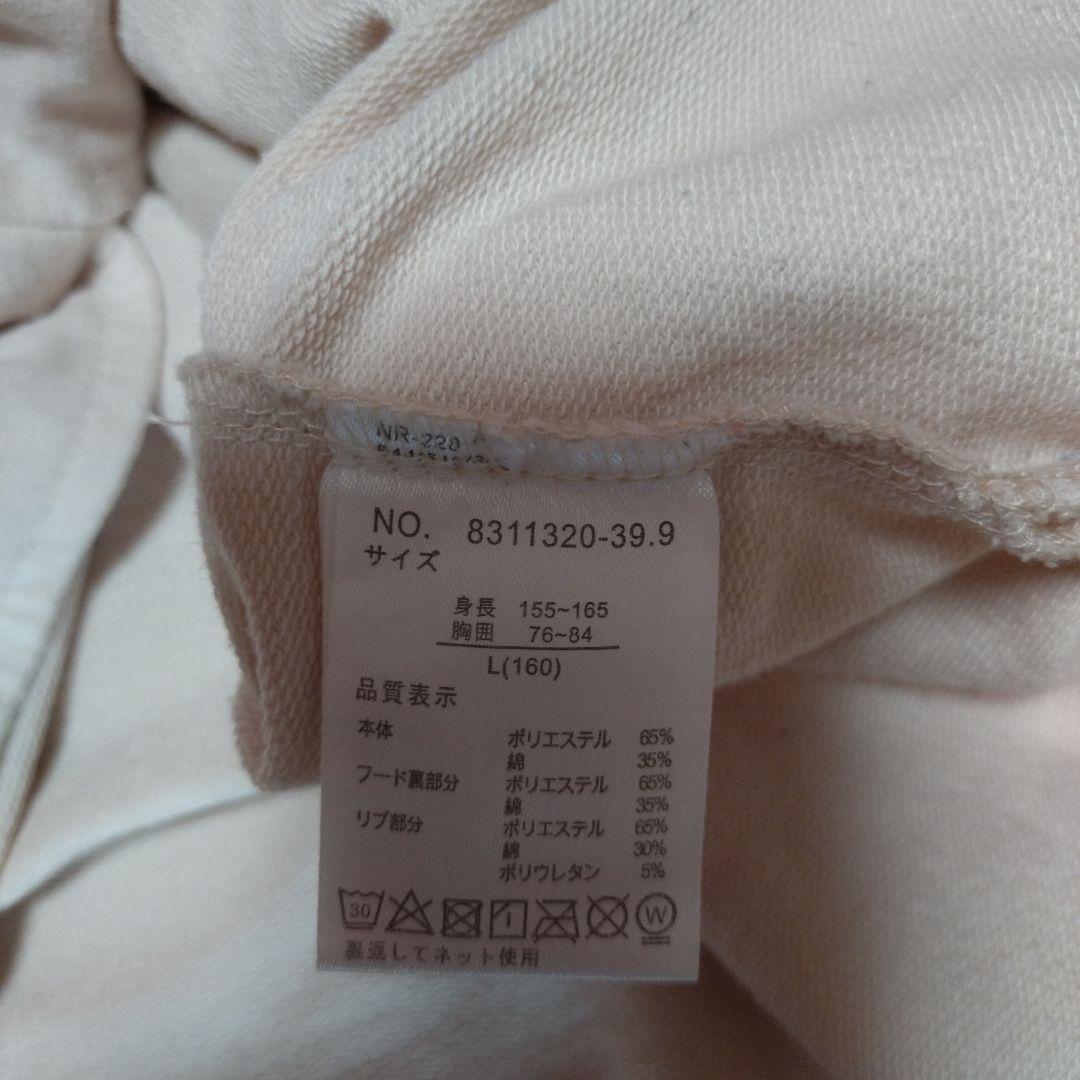 NR-228
NO. 8311320-39.9
サイズ
身長 155~165
胸囲 76~84
L(160)
品質表示
本体 ポリエステル 65%
綿 35%
フード裏部分 ポリエステル 65%
綿 35%
リブ部分 ポリエステル 65%
綿 30%
ポリウレタン 5%
30 W
裏返してネット使用